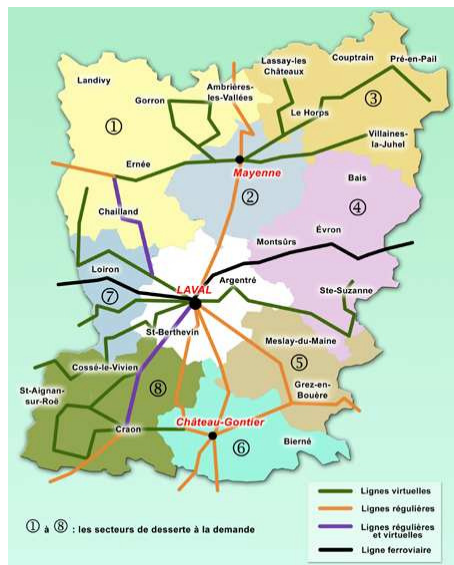 Landivy
Lassay-les
Châteaux
Couptrain
Pré-en-Pail
Ambrières-
les-Vallées
Gorron
①
③
Le Horps
Villaines-
la-Juhel
Ernée
Mayenne
②
Bais
④
Chailland
Évron
Montsûrs
Loiron
LAVAL
Argentré
Ste-Suzanne
⑦
St-Berthevin
Meslay-du-Maine
⑤
Cossé-le-Vivien
St-Aignan-
sur-Roë
⑧
Grez-en-
Bouère
Craon
Château-Gontier
⑥
Bierné
Lignes virtuelles
Lignes régulières
Lignes régulières
et virtuelles
Ligne ferroviaire
① à ⑧ : les secteurs de desserte à la demande